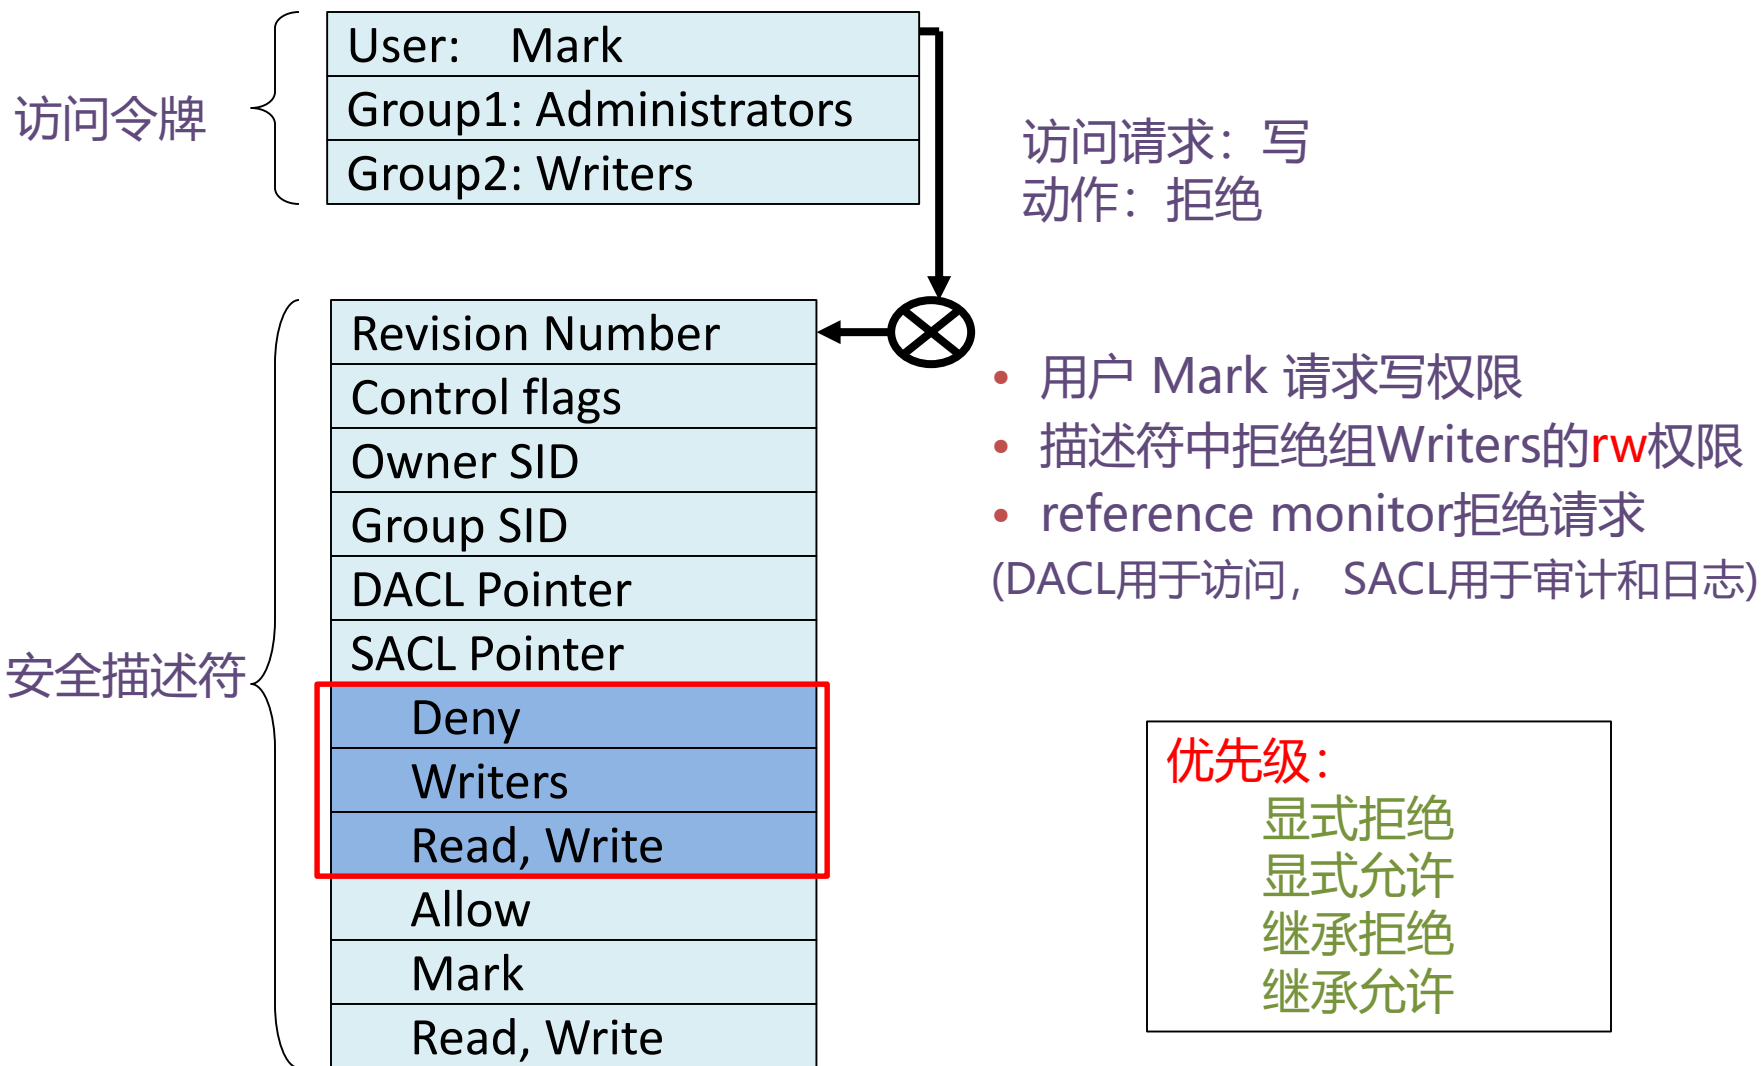 访问令牌
User: Mark
Group1: Administrators
Group2: Writers
访问请求：写
动作：拒绝
安全描述符
Revision Number
Control flags
Owner SID
Group SID
DACL Pointer
SACL Pointer
Deny
Writers
Read, Write
Allow
Mark
Read, Write
• 用户 Mark 请求写权限
• 描述符中拒绝组Writers的rw权限
• reference monitor拒绝请求
(DACL用于访问， SACL用于审计和日志)
优先级：
显式拒绝
显式允许
继承拒绝
继承允许